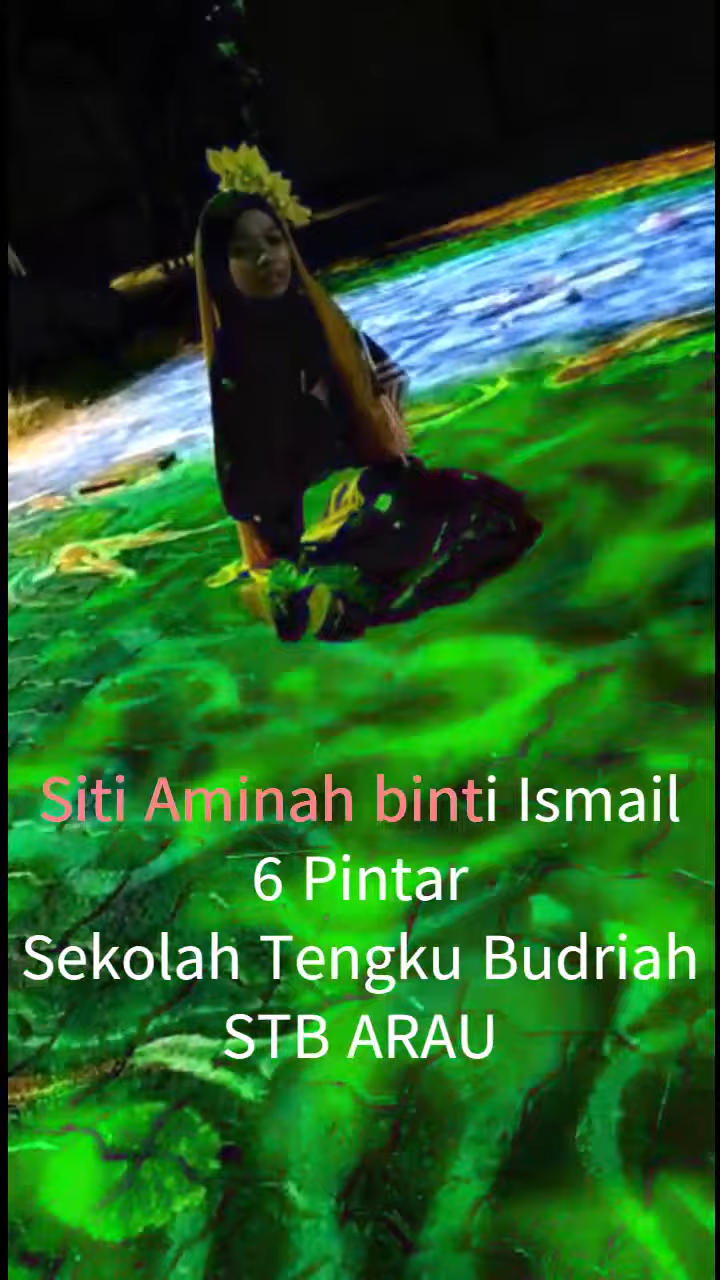 Siti Aminah binti Ismail
6 Pintar
Sekolah Tengku Budriah
STB ARAU